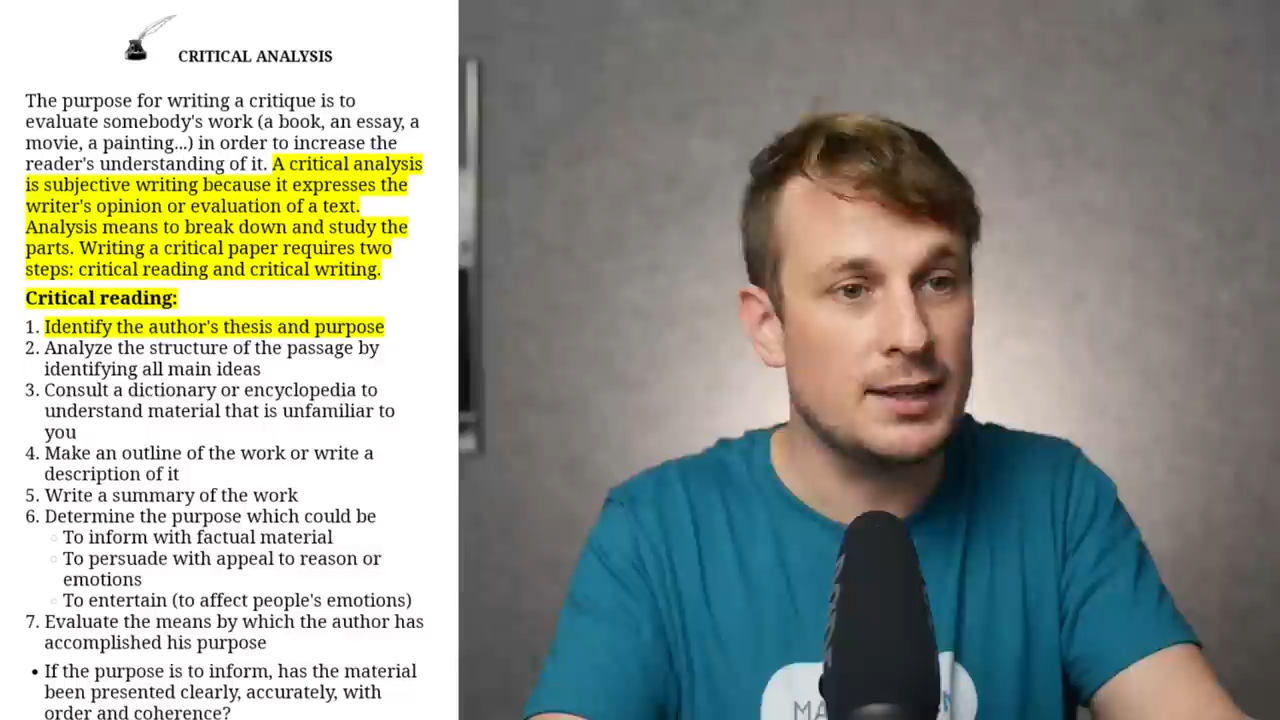 CRITICAL ANALYSIS
The purpose for writing a critique is to
evaluate somebody's work (a book, an essay, a
movie, a painting...) in order to increase the
reader's understanding of it. A critical analysis
is subjective writing because it expresses the
writer's opinion or evaluation of a text.
Analysis means to break down and study the
parts. Writing a critical paper requires two
steps: critical reading and critical writing.
Critical reading:
1. Identify the author's thesis and purpose
2. Analyze the structure of the passage by
identifying all main ideas
3. Consult a dictionary or encyclopedia to
understand material that is unfamiliar to
you
4. Make an outline of the work or write a
description of it
5. Write a summary of the work
6. Determine the purpose which could be
To inform with factual material
To persuade with appeal to reason or
emotions
To entertain (to affect people's emotions)
7. Evaluate the means by which the author has
accomplished his purpose
• If the purpose is to inform, has the material
been presented clearly, accurately, with
order and coherence?